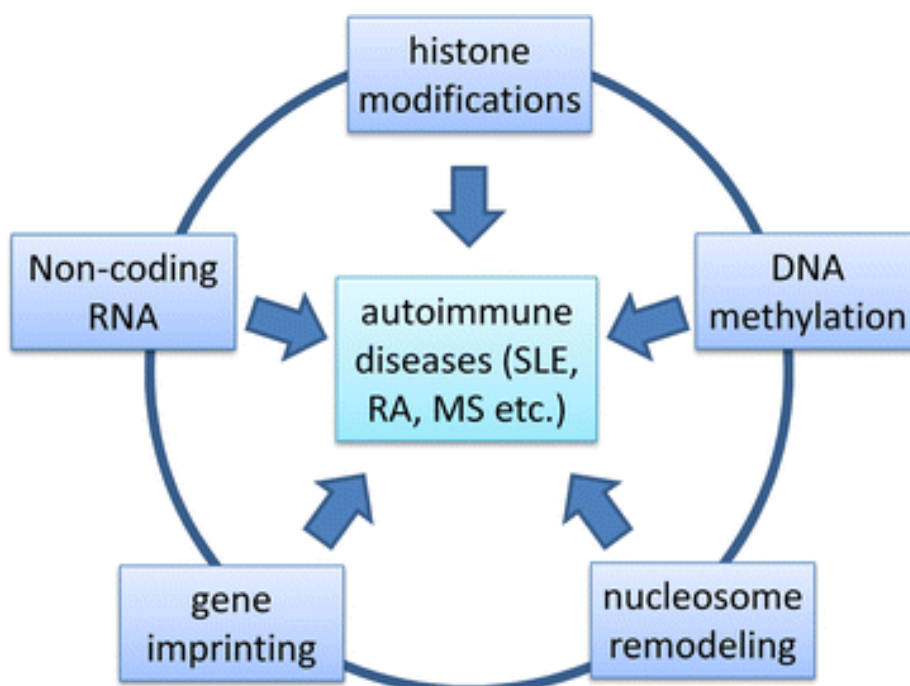 histone
modifications
Non-coding
RNA
DNA
methylation
autoimmune
diseases (SLE,
RA, MS etc.)
gene
imprinting
nucleosome
remodeling